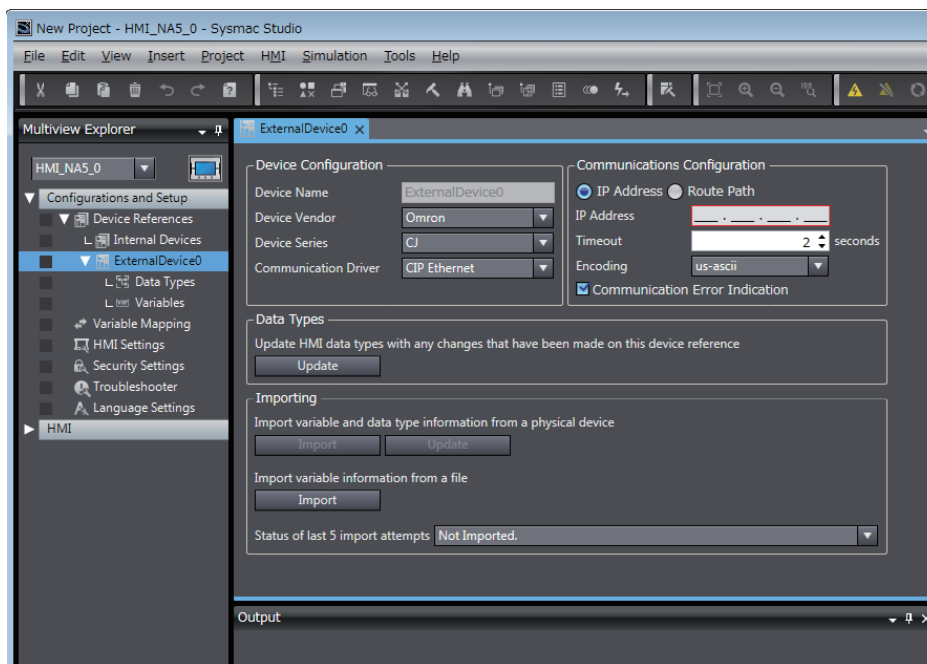 New Project - HMI_NA5_0 - Sysmac Studio
File Edit View Insert Project HMI Simulation Tools Help
Multiview Explorer
HMI_NA5_0
Configurations and Setup
Device References
Internal Devices
ExternalDevice0
Data Types
Variables
Variable Mapping
HMI Settings
Security Settings
Troubleshooter
Language Settings
HMI
ExternalDevice0
Device Configuration
Device Name ExternalDevice0
Device Vendor Omron
Device Series CJ
Communication Driver CIP Ethernet
Communications Configuration
IP Address Route Path
IP Address ___ . ___ . ___ . ___
Timeout 2 seconds
Encoding us-ascii
Communication Error Indication
Data Types
Update HMI data types with any changes that have been made on this device reference
Update
Importing
Import variable and data type information from a physical device
Import Update
Import variable information from a file
Import
Status of last 5 import attempts Not Imported.
Output